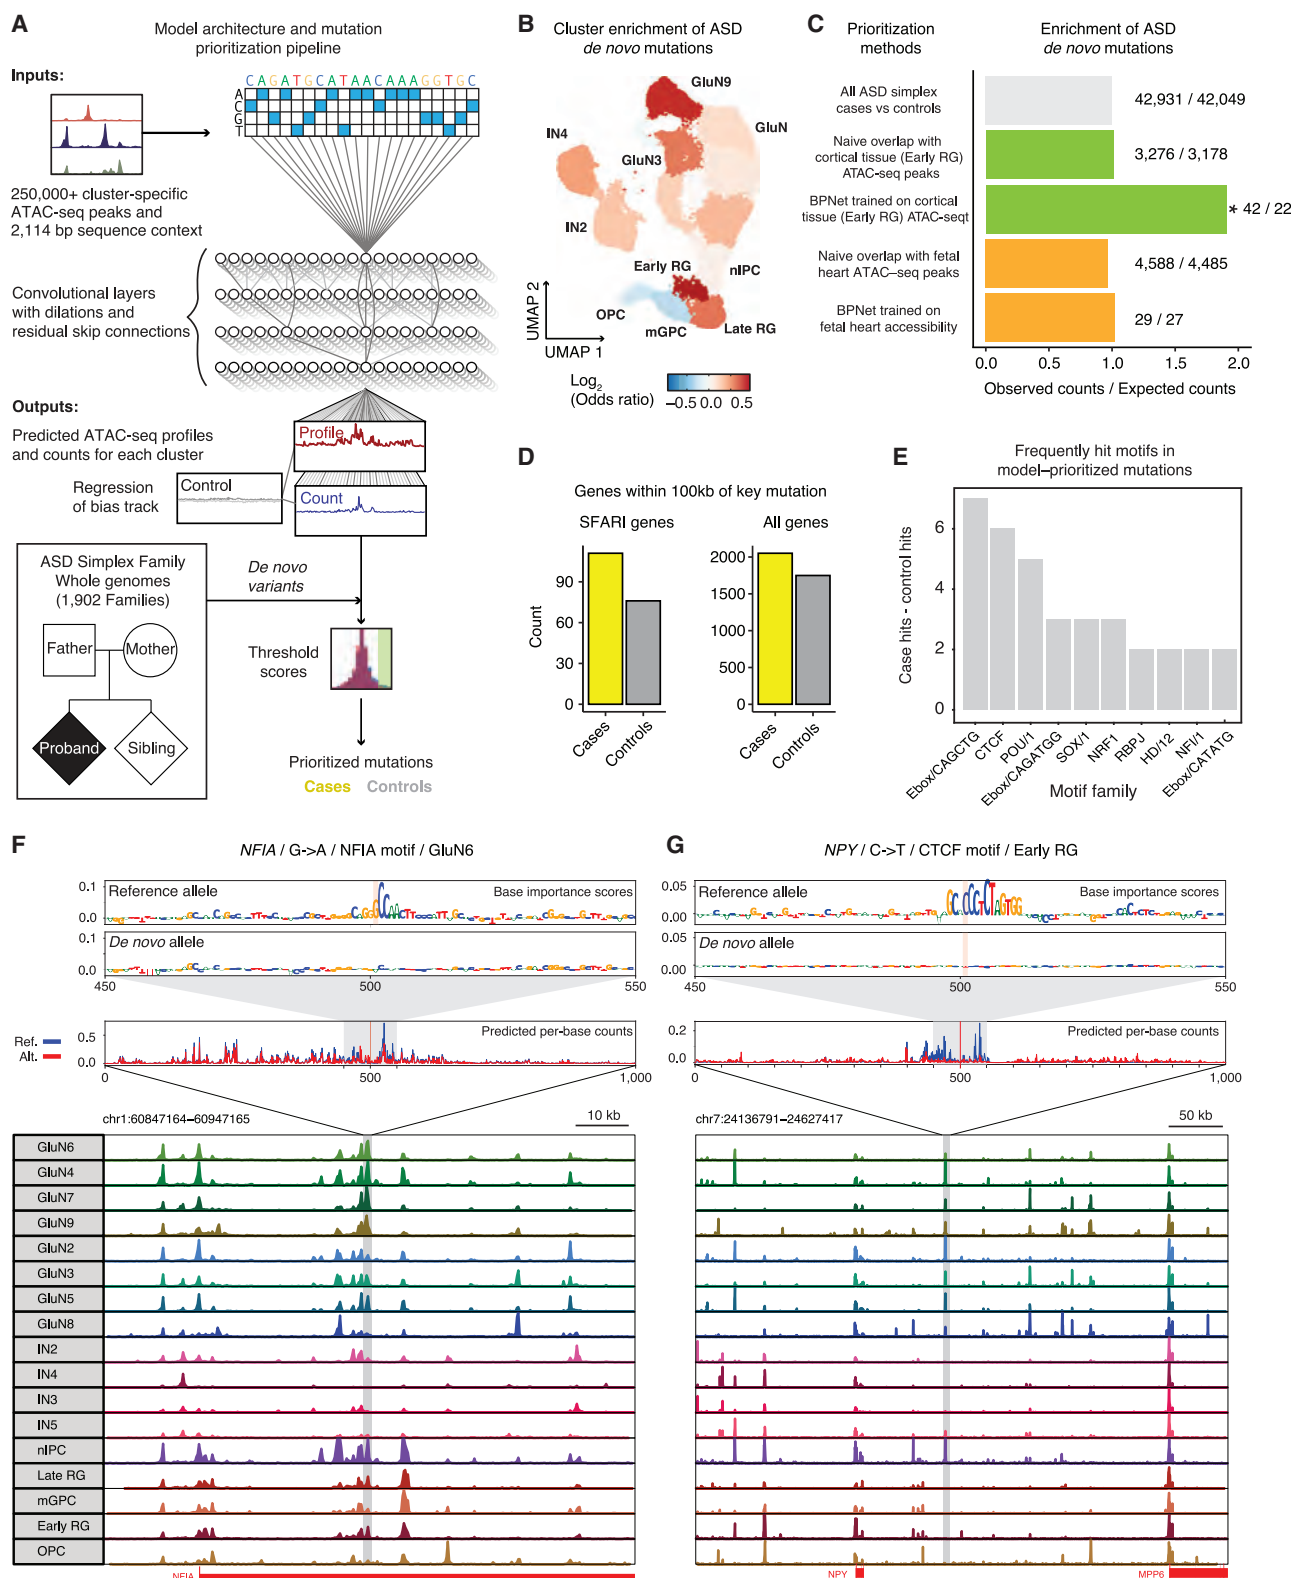 A
Model architecture and mutation
prioritization pipeline
Inputs:
CAGATGCATAACAAAGGTGC
A
C
G
T
250,000+ cluster-specific
ATAC-seq peaks and
2,114 bp sequence context
Convolutional layers
with dilations and
residual skip connections
Outputs:
Predicted ATAC-seq profiles
and counts for each cluster
Profile
Regression
of bias track
Control
Count
ASD Simplex Family
Whole genomes
(1,902 Families)
De novo
variants
Father
Mother
Proband
Sibling
Threshold
scores
Prioritized mutations
Cases Controls
B
Cluster enrichment of ASD
de novo mutations
GluN9
IN4
GluN
GluN3
IN2
nIPC
Early RG
OPC
mGPC
Late RG
UMAP 2
UMAP 1
Log2
(Odds ratio)
−0.5 0.0 0.5
C
Prioritization
methods
Enrichment of ASD
de novo mutations
All ASD simplex
cases vs controls
42,931 / 42,049
Naive overlap with
cortical tissue (Early RG)
ATAC-seq peaks
3,276 / 3,178
BPNet trained on cortical
tissue (Early RG) ATAC-seqt
* 42 / 22
Naive overlap with fetal
heart ATAC−seq peaks
4,588 / 4,485
BPNet trained on
fetal heart accessibility
29 / 27
0.0 0.5 1.0 1.5 2.0
Observed counts / Expected counts
D
Genes within 100kb of key mutation
SFARI genes
All genes
Count
90
60
30
0
2000
1500
1000
500
0
Cases
Controls
Cases
Controls
E
Frequently hit motifs in
model−prioritized mutations
Case hits - control hits
6
4
2
0
Ebox/CAGCTG
CTCF
POU/1
Ebox/CAGATGG
SOX/1
NRF1
RBPJ
HD/12
NFI/1
Ebox/CATATG
Motif family
F
NFIA / G->A / NFIA motif / GluN6
0.1
0.0
Reference allele
Base importance scores
0.1
0.0
De novo allele
450 500 550
Ref.
Alt.
0.5
0.0
Predicted per-base counts
0 500 1,000
chr1:60847164−60947165
10 kb
GluN6
GluN4
GluN7
GluN9
GluN2
GluN3
GluN5
GluN8
IN2
IN4
IN3
IN5
nIPC
Late RG
mGPC
Early RG
OPC
NFIA
G
NPY / C->T / CTCF motif / Early RG
0.05
0.00
Reference allele
Base importance scores
0.05
0.00
De novo allele
450 500 550
0.2
0.0
Predicted per-base counts
0 500 1,000
chr7:24136791−24627417
50 kb
NPY
MPP6